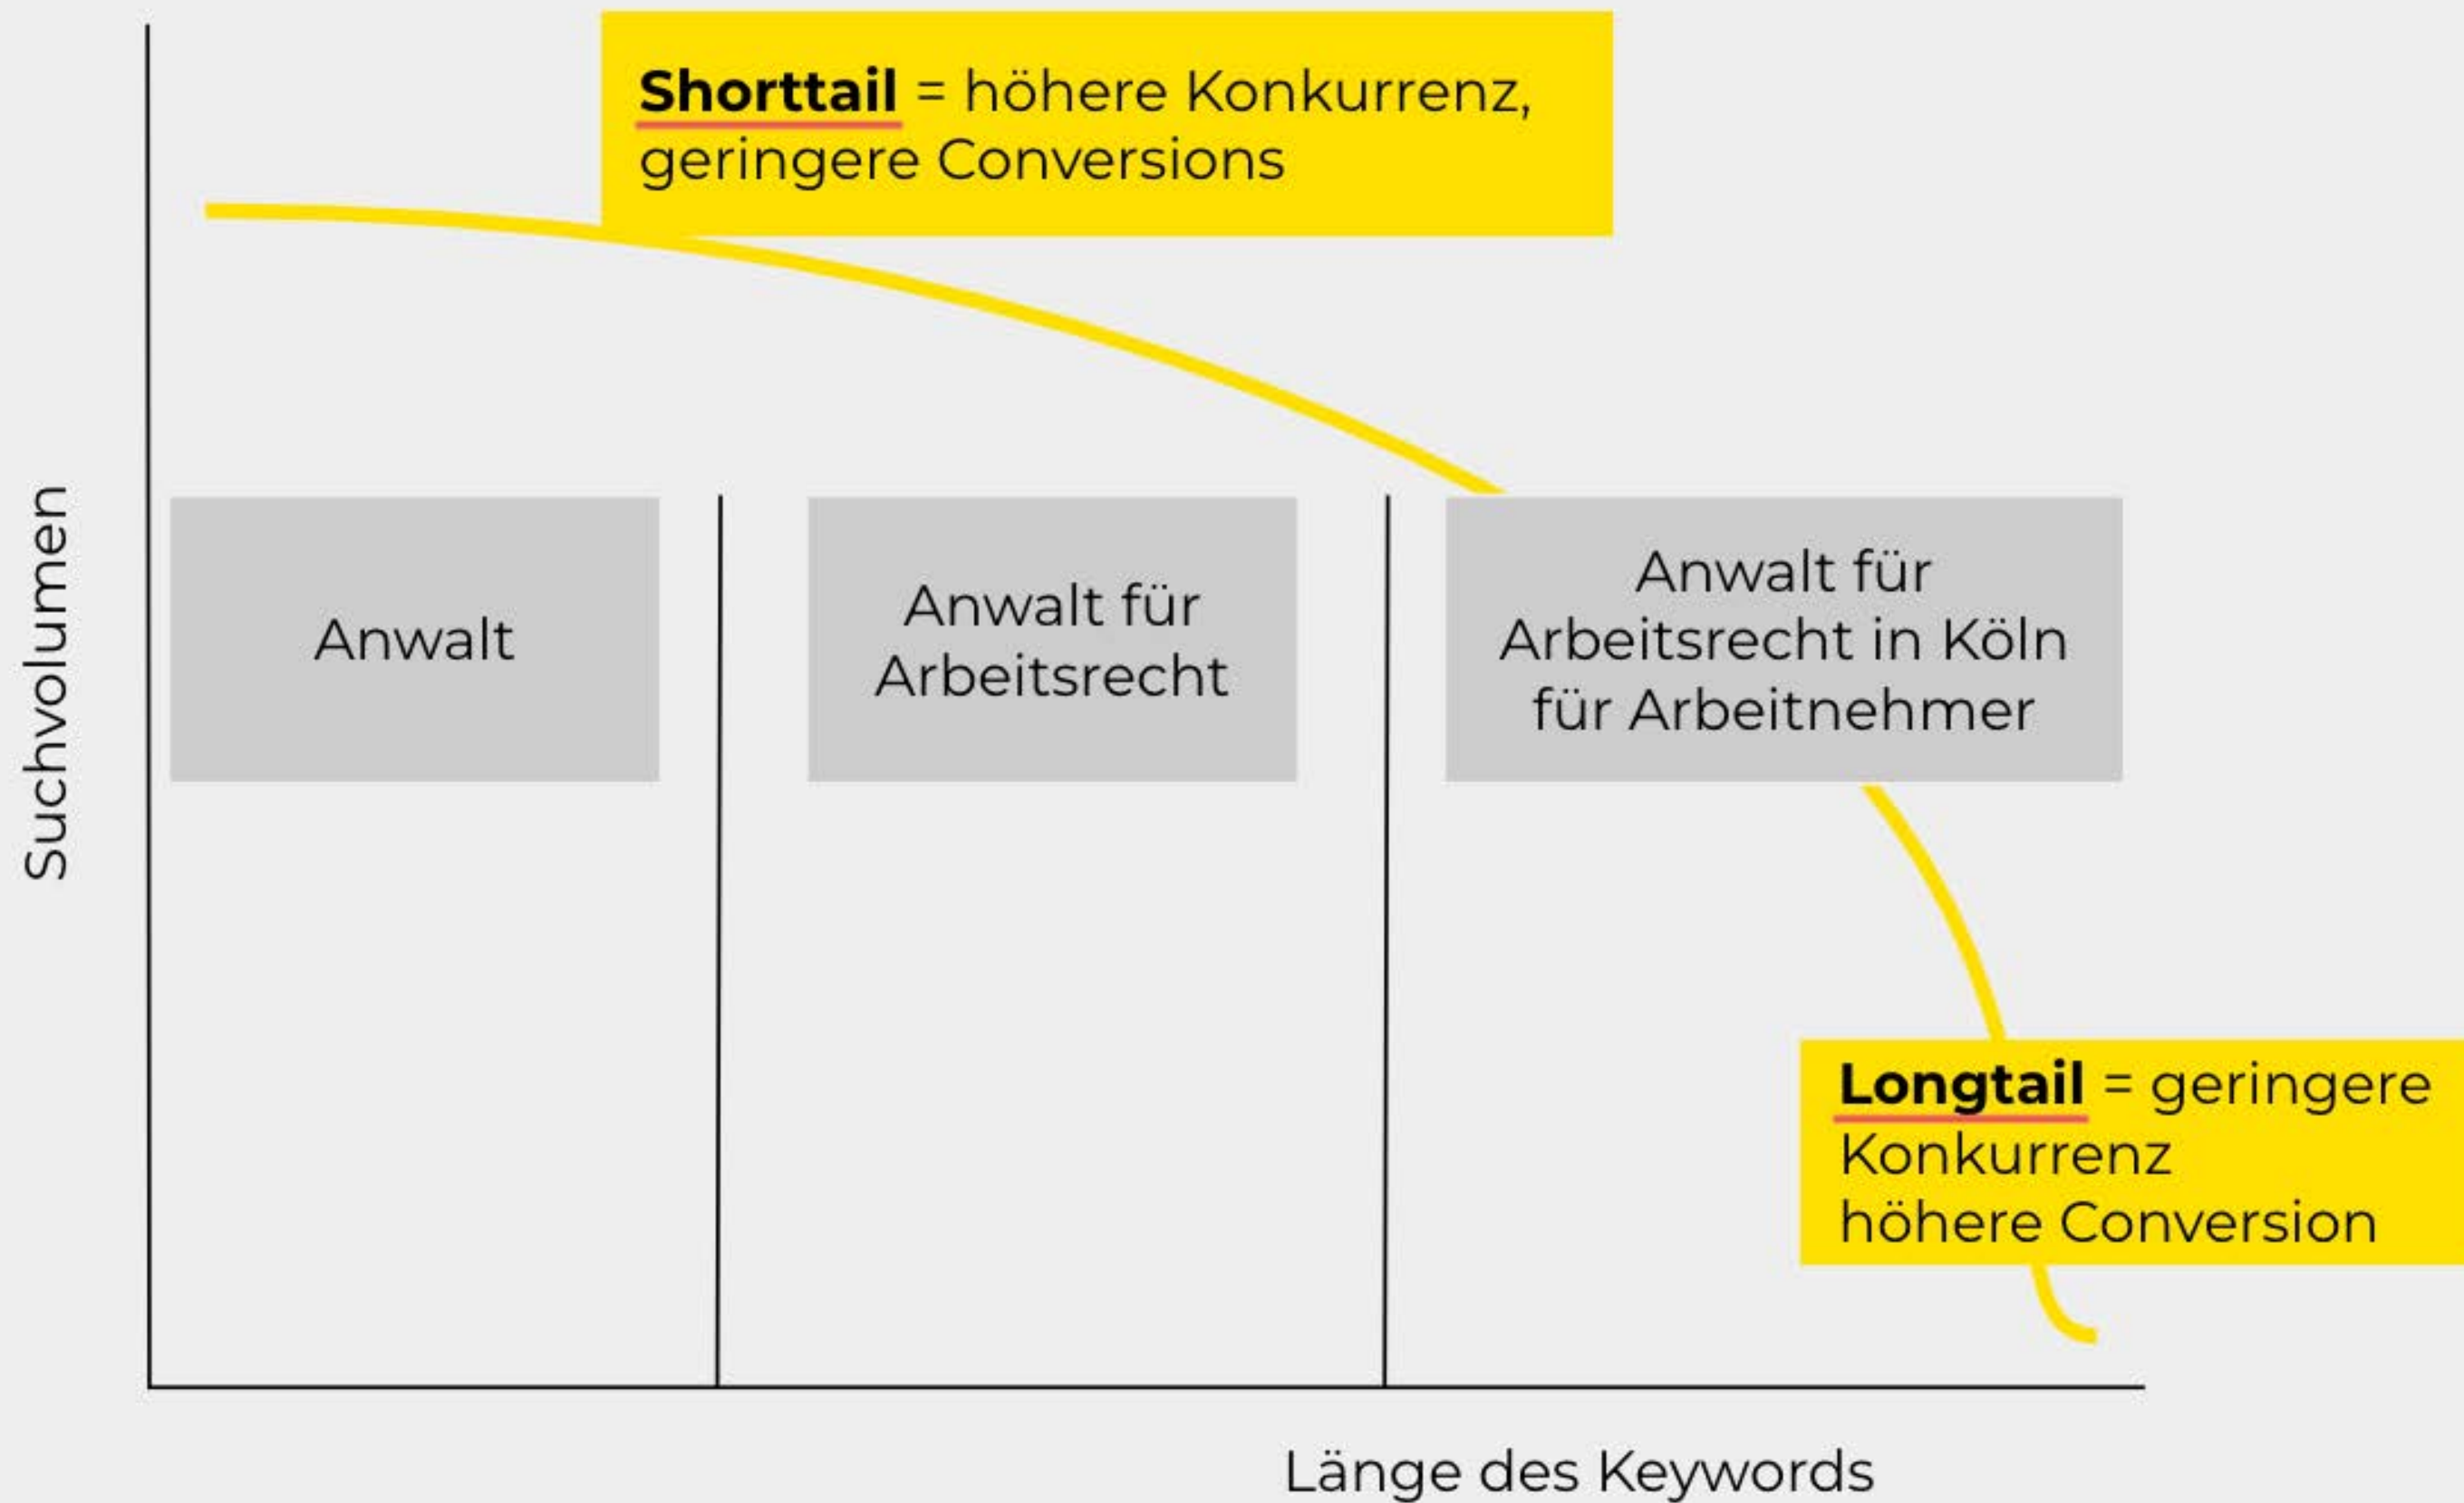 Shorttail = höhere Konkurrenz,
geringere Conversions
Suchvolumen
Anwalt
Anwalt für
Arbeitsrecht
Anwalt für
Arbeitsrecht in Köln
für Arbeitnehmer
Longtail = geringere
Konkurrenz
höhere Conversion
Länge des Keywords